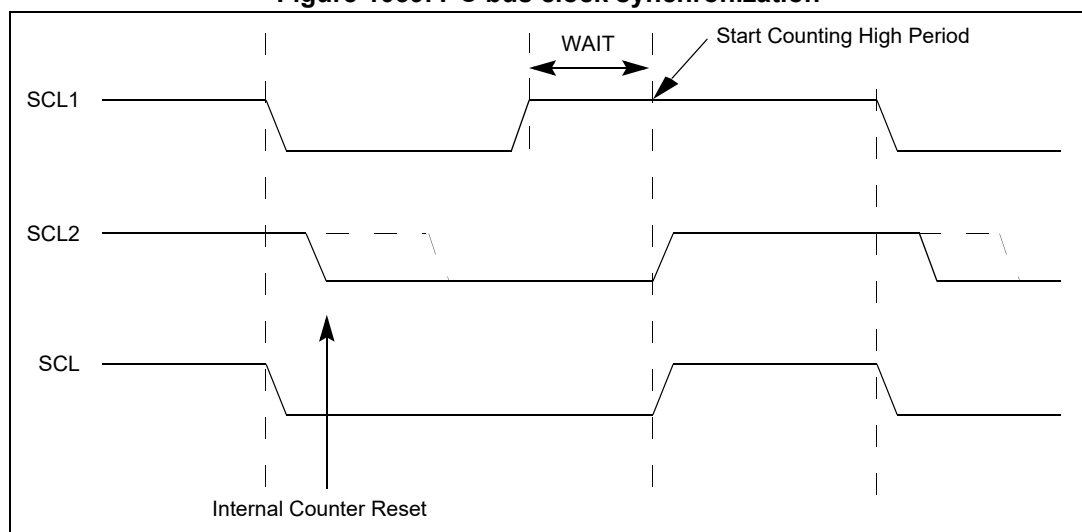 WAIT
Start Counting High Period
SCL1
SCL2
SCL
Internal Counter Reset